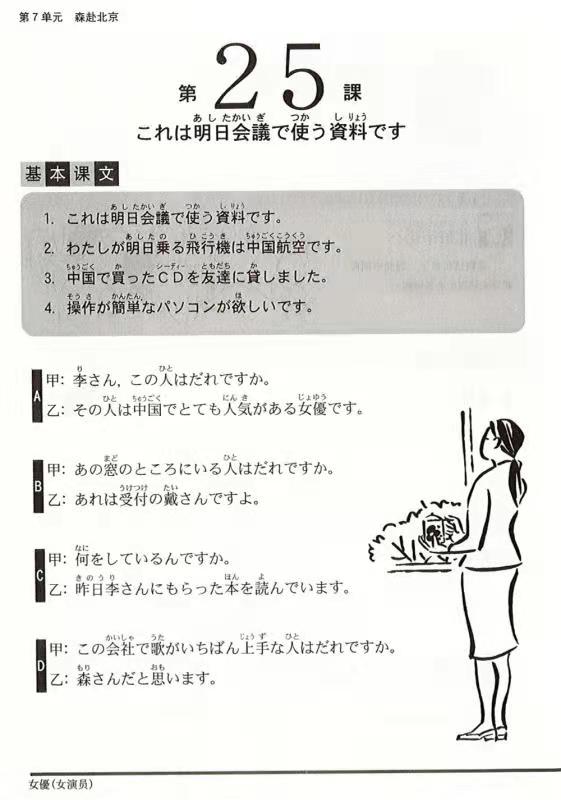 第7单元 森赴北京
第25課
これは明日会議で使う資料です
基本课文
1. これは明日会議で使う資料です。
2. わたしが明日乗る飛行機は中国航空です。
3. 中国で買ったCDを友達に貸しました。
4. 操作が簡単なパソコンが欲しいです。
A
甲: 李さん,この人はだれですか。
乙: その人は中国でとても人気がある女優です。
B
甲: あの窓のところにいる人はだれですか。
乙: あれは受付の戴さんですよ。
C
甲: 何をしているんですか。
乙: 昨日李さんにもらった本を読んでいます。
D
甲: この会社で歌がいちばん上手な人はだれですか。
乙: 森さんだと思います。
女優(女演员)